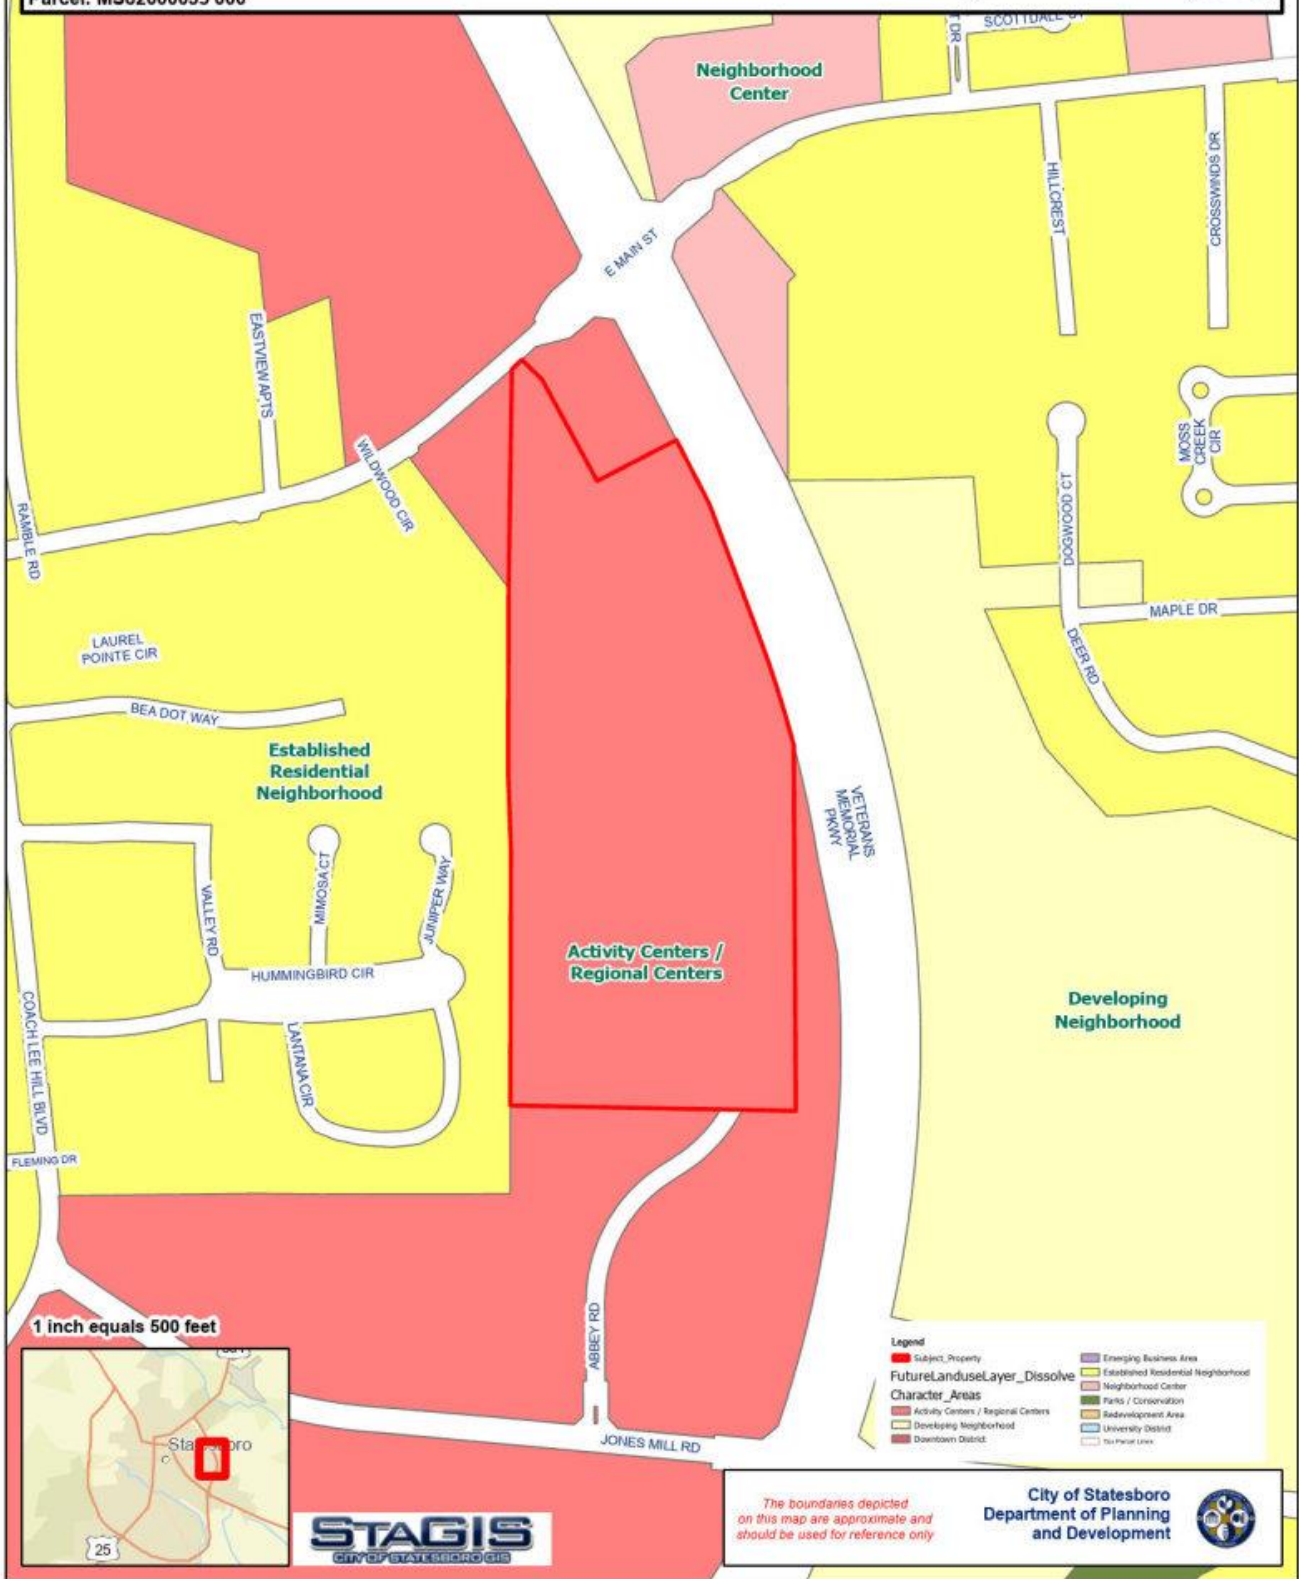 SCOTTDALE
Neighborhood
Center
HILLCREST
CROSSWINDS DR
E MAIN ST
EASTVIEW APTS
WILDWOOD CIR
MOSS
CREEK
CIR
DOGWOOD CT
RAMBLE RD
MAPLE DR
DEER RD
LAUREL
POINTE CIR
BEA DOT WAY
Established
Residential
Neighborhood
VETERANS
MEMORIAL
PKWY
MIMOSA CT
JUNIPER WAY
VALLEY RD
HUMMINGBIRD CIR
Activity Centers /
Regional Centers
Developing
Neighborhood
COACH LEE HILL BLVD
LANTANA CIR
FLEMING DR
ABBEY RD
JONES MILL RD
1 inch equals 500 feet
25
STAGIS
CITY OF STATESBORO GIS
Legend
Subject_Property
FutureLanduseLayer_Dissolve
Character_Areas
Activity Centers / Regional Centers
Developing Neighborhood
Downtown District
Emerging Business Area
Established Residential Neighborhood
Neighborhood Center
Parks / Conservation
Redevelopment Area
University District
Tax Parcel Lines
The boundaries depicted
on this map are approximate and
should be used for reference only
City of Statesboro
Department of Planning
and Development